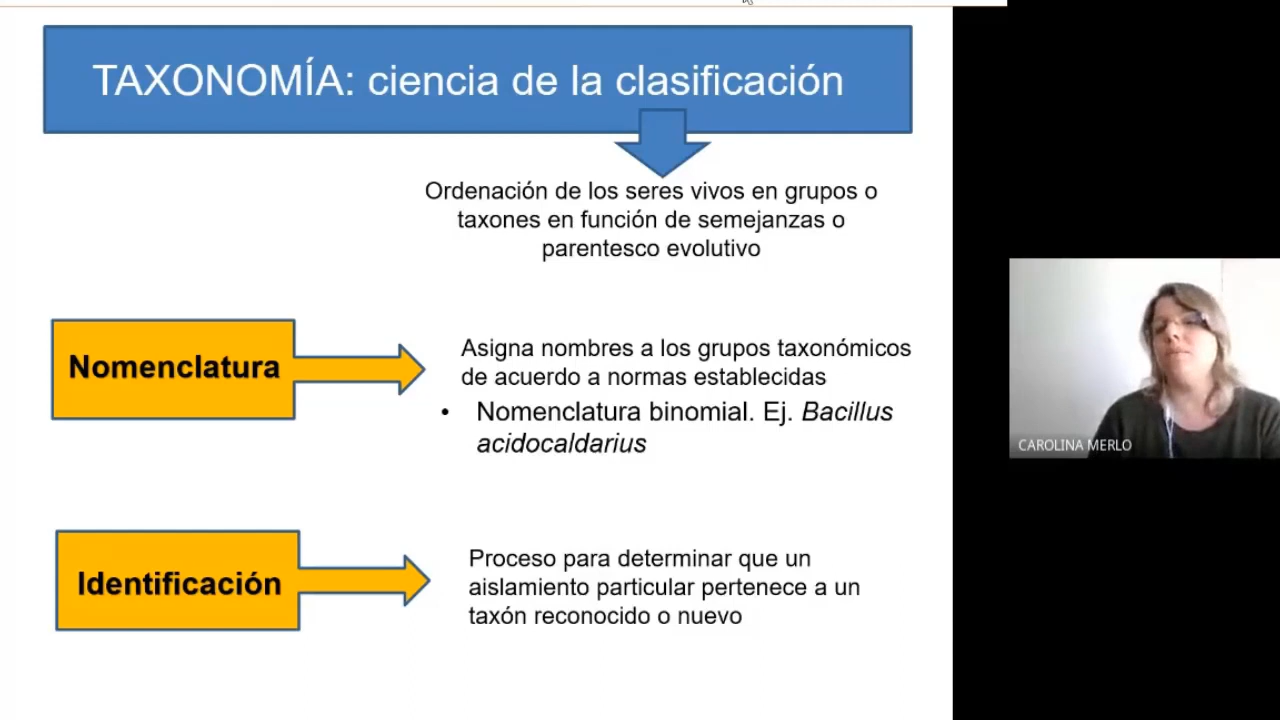 TAXONOMÍA: ciencia de la clasificación
Ordenación de los seres vivos en grupos o
taxones en función de semejanzas o
parentesco evolutivo
Nomenclatura
Asigna nombres a los grupos taxonómicos
de acuerdo a normas establecidas
• Nomenclatura binomial. Ej. Bacillus
acidocaldarius
Identificación
Proceso para determinar que un
aislamiento particular pertenece a un
taxón reconocido o nuevo
CAROLINA MERLO